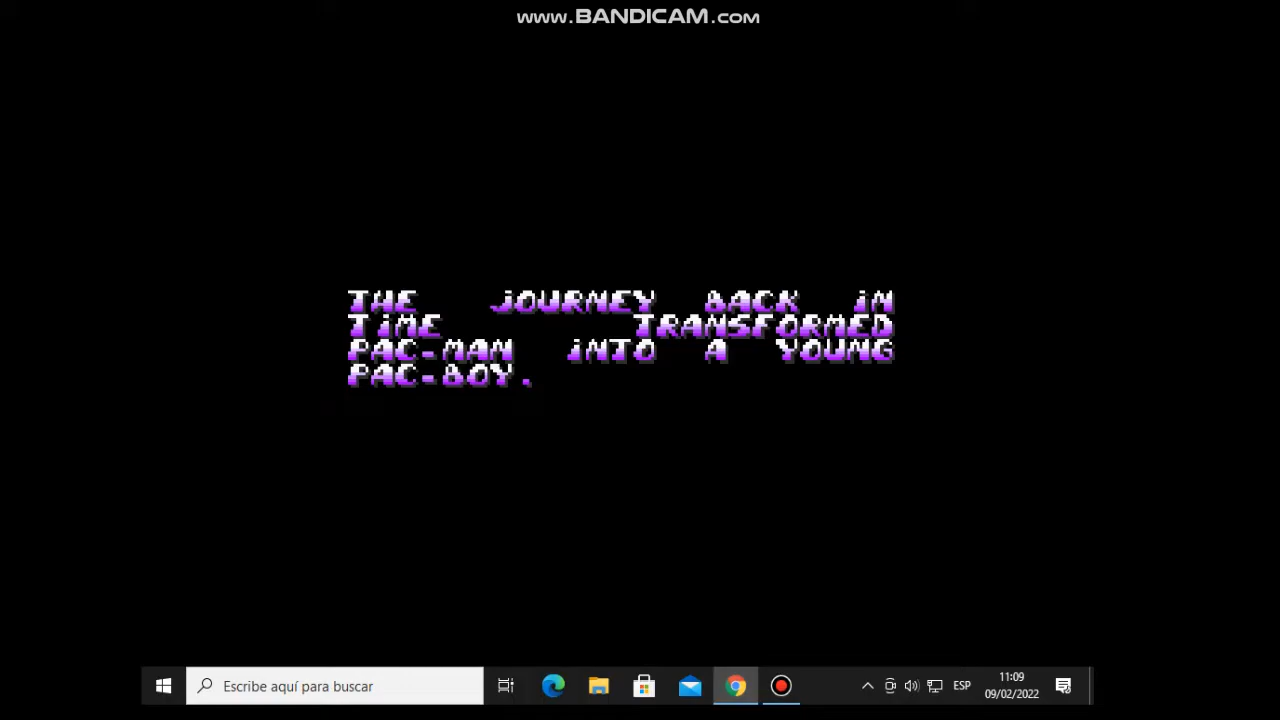 www.BANDICAM.com
THE JOURNEY BACK IN
TIME TRANSFORMED
PAC-MAN INTO A YOUNG
PAC-BOY.
Escribe aquí para buscar
ESP
11:09
09/02/2022